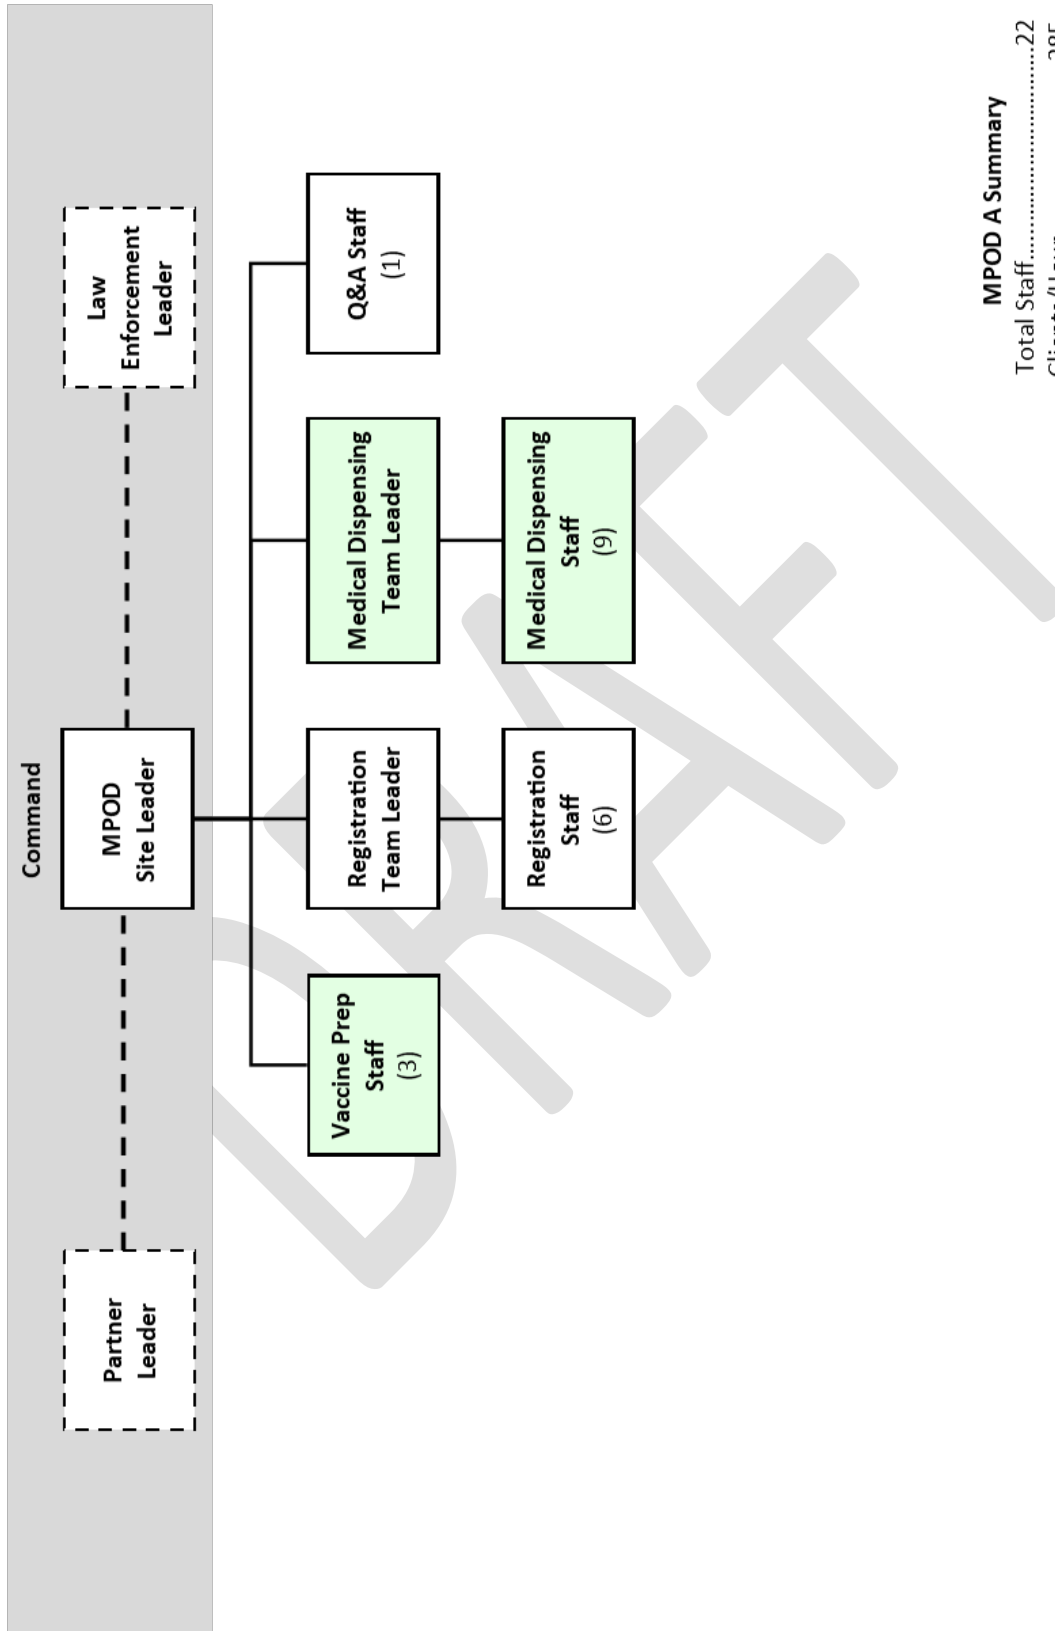 Command
Partner
Leader
MPOD
Site Leader
Law
Enforcement
Leader
Vaccine Prep
Staff
(3)
Registration
Team Leader
Medical Dispensing
Team Leader
Q&A Staff
(1)
Registration
Staff
(6)
Medical Dispensing
Staff
(9)
DRAFT
MPOD A Summary
Total Staff....................................22